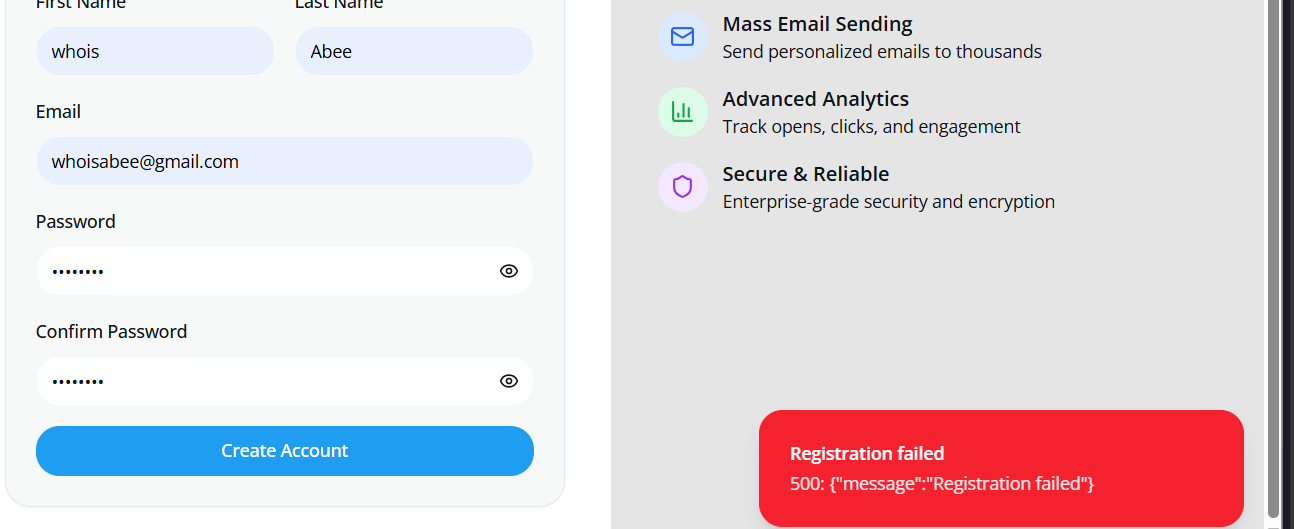 First Name
Last Name
whois
Abee
Email
whoisabee@gmail.com
Password
••••••••
Confirm Password
••••••••
Create Account
Mass Email Sending
Send personalized emails to thousands
Advanced Analytics
Track opens, clicks, and engagement
Secure & Reliable
Enterprise-grade security and encryption
Registration failed
500: {"message":"Registration failed"}